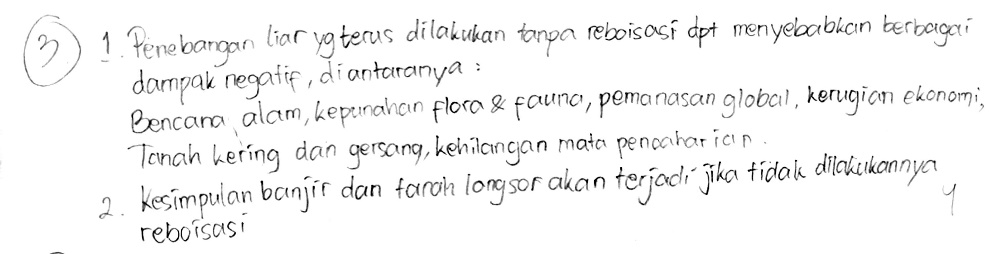 3 1. Penebangan liar yg terus dilakukan tanpa reboisasi dpt menyebabkan berbagai
dampak negatif, diantaranya :
Bencana alam, kepunahan flora & fauna, pemanasan global, kerugian ekonomi,
Tanah kering dan gersang, kehilangan mata pencaharian.
2. Kesimpulan banjir dan tanah longsor akan terjadi jika tidak dilakukannya
reboisasi